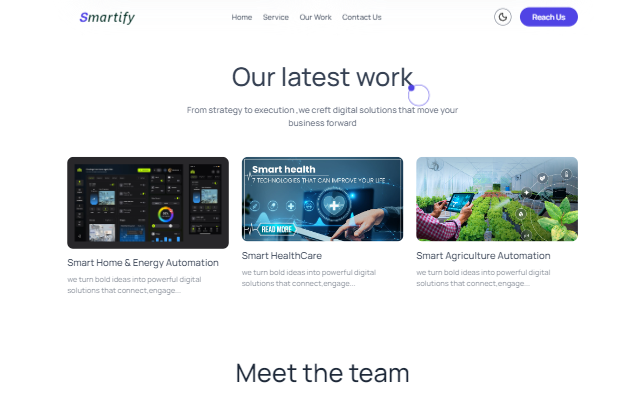 Smartify
Home Service Our Work Contact Us
Reach Us
Our latest work
From strategy to execution ,we creft digital solutions that move your
business forward
Smart health
7 TECHNOLOGIES THAT CAN IMPROVE YOUR LIFE
READ MORE
Smart Home & Energy Automation
we turn bold ideas into powerful digital
solutions that connect,engage...
Smart HealthCare
we turn bold ideas into powerful digital
solutions that connect,engage...
Smart Agriculture Automation
we turn bold ideas into powerful digital
solutions that connect,engage...
Meet the team